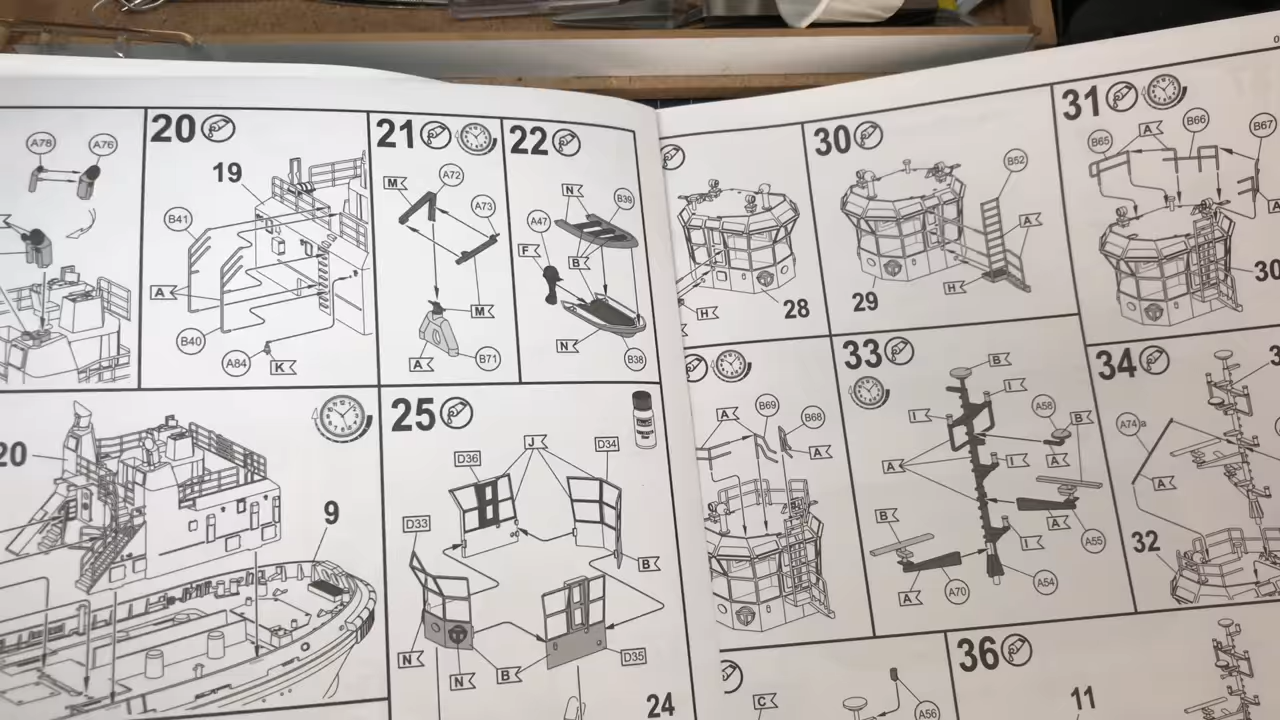 A78
A76
20
19
B41
A
B40
A84
K
21
M
A72
A73
M
A
B71
22
N
B39
A47
F
B
N
B38
20
9
25
J
D36
D34
D33
B
N
N
B
D35
24
H
28
30
B52
A
29
H
31
A
B66
B67
B65
A
30
A
B69
B68
A
33
B
I
A58
B
I
A
I
A
B
A
I
A55
A
A70
A54
34
A74a
A
32
C
A56
36
11